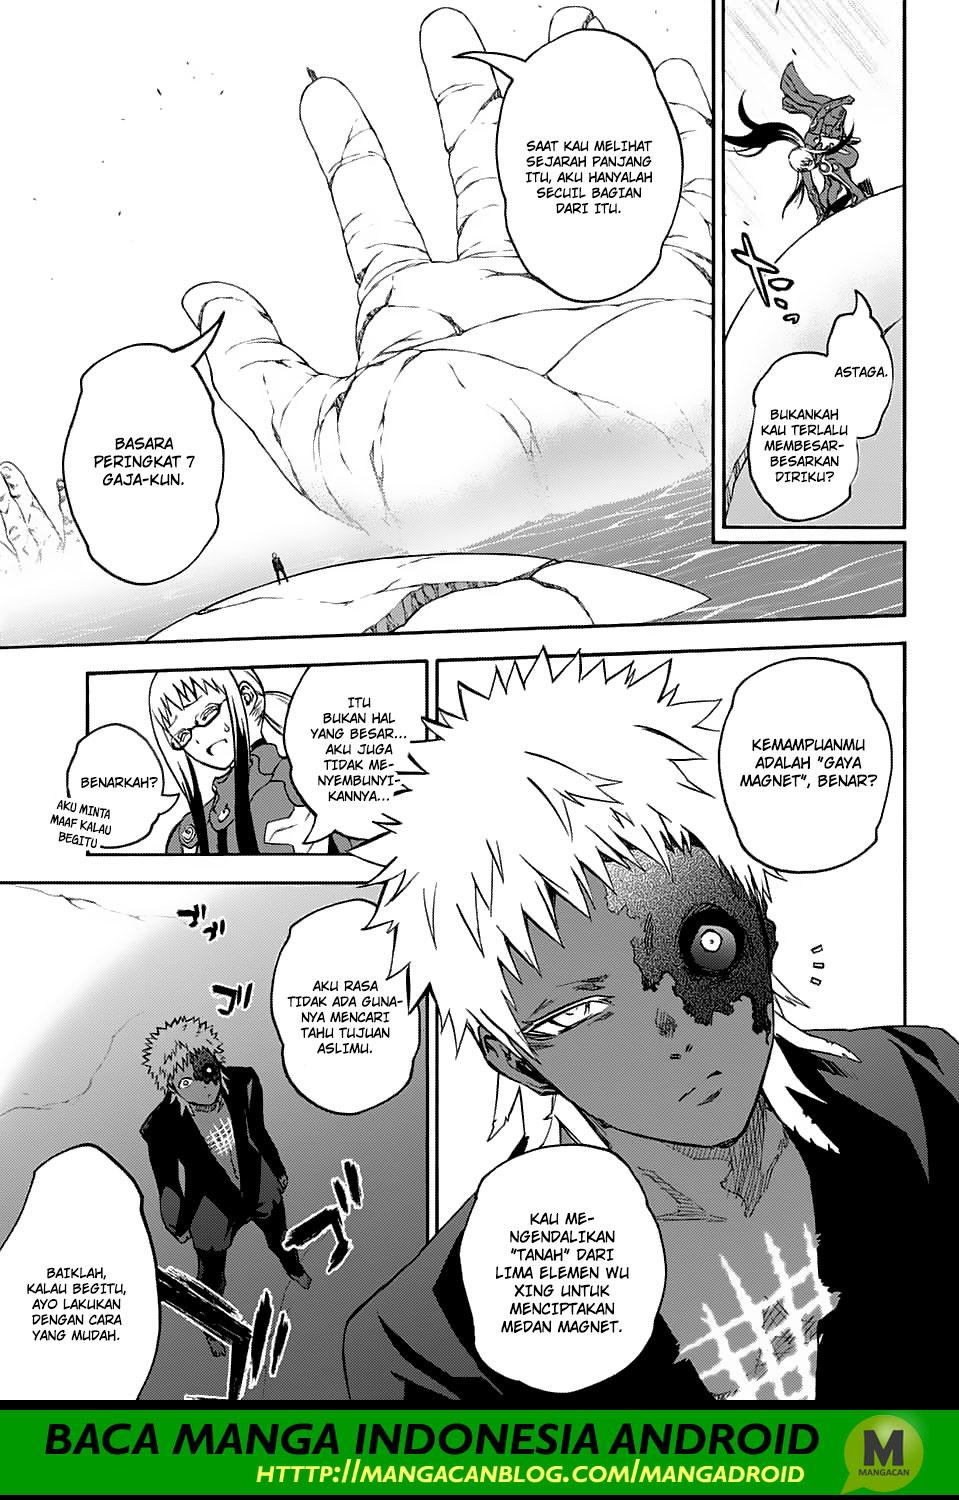 ASTAGA.
BUKANKAH
KAU TERLALU
MEMBESAR-
BESARKAN
DIRIKU?
SAAT KAU MELIHAT
SEJARAH PANJANG
ITU, AKU HANYALAH
SECUIL BAGIAN
DARI ITU.
BASARA
PERINGKAT 7
GAJA-KUN.
KEMAMPUANMU
ADALAH "GAYA
MAGNET", BENAR?
ITU
BUKAN HAL
YANG BESAR...
AKU JUGA
TIDAK ME-
NYEMBUNYI-
KANNYA...
BENARKAH?
AKU MINTA
MAAF KALAU
BEGITU
KAU ME-
NGENDALIKAN
"TANAH" DARI
LIMA ELEMEN WU
XING UNTUK
MENCIPTAKAN
MEDAN MAGNET.
AKU RASA
TIDAK ADA GUNA-
NYA MENCARI
TAHU TUJUAN
ASLIMU.
BAIKLAH,
KALAU BEGITU,
AYO LAKUKAN
DENGAN CARA
YANG MUDAH.
BACA MANGA INDONESIA ANDROID
HTTTP://MANGACANBLOG.COM/MANGADROID
M
MANGACAN